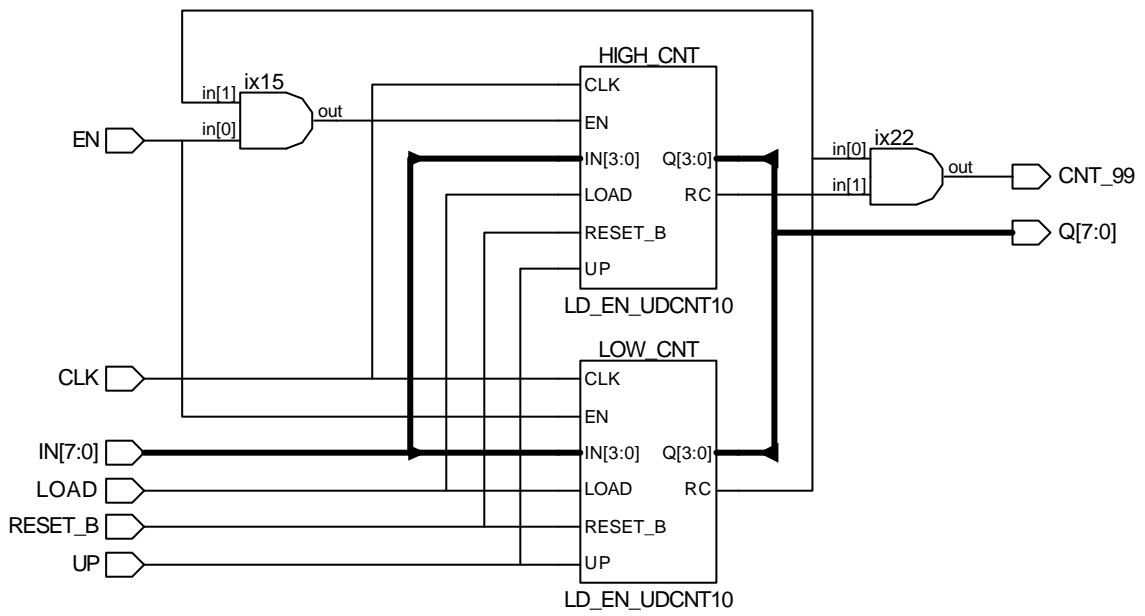 HIGH_CNT
ix15
CLK
in[1]
out
EN
ix22
EN
in[0]
in[0]
IN[3:0]
Q[3:0]
out
CNT_99
LOAD
RC
in[1]
RESET_B
Q[7:0]
UP
LD_EN_UDCNT10
LOW_CNT
CLK
CLK
EN
IN[7:0]
IN[3:0]
Q[3:0]
LOAD
LOAD
RC
RESET_B
RESET_B
UP
UP
LD_EN_UDCNT10